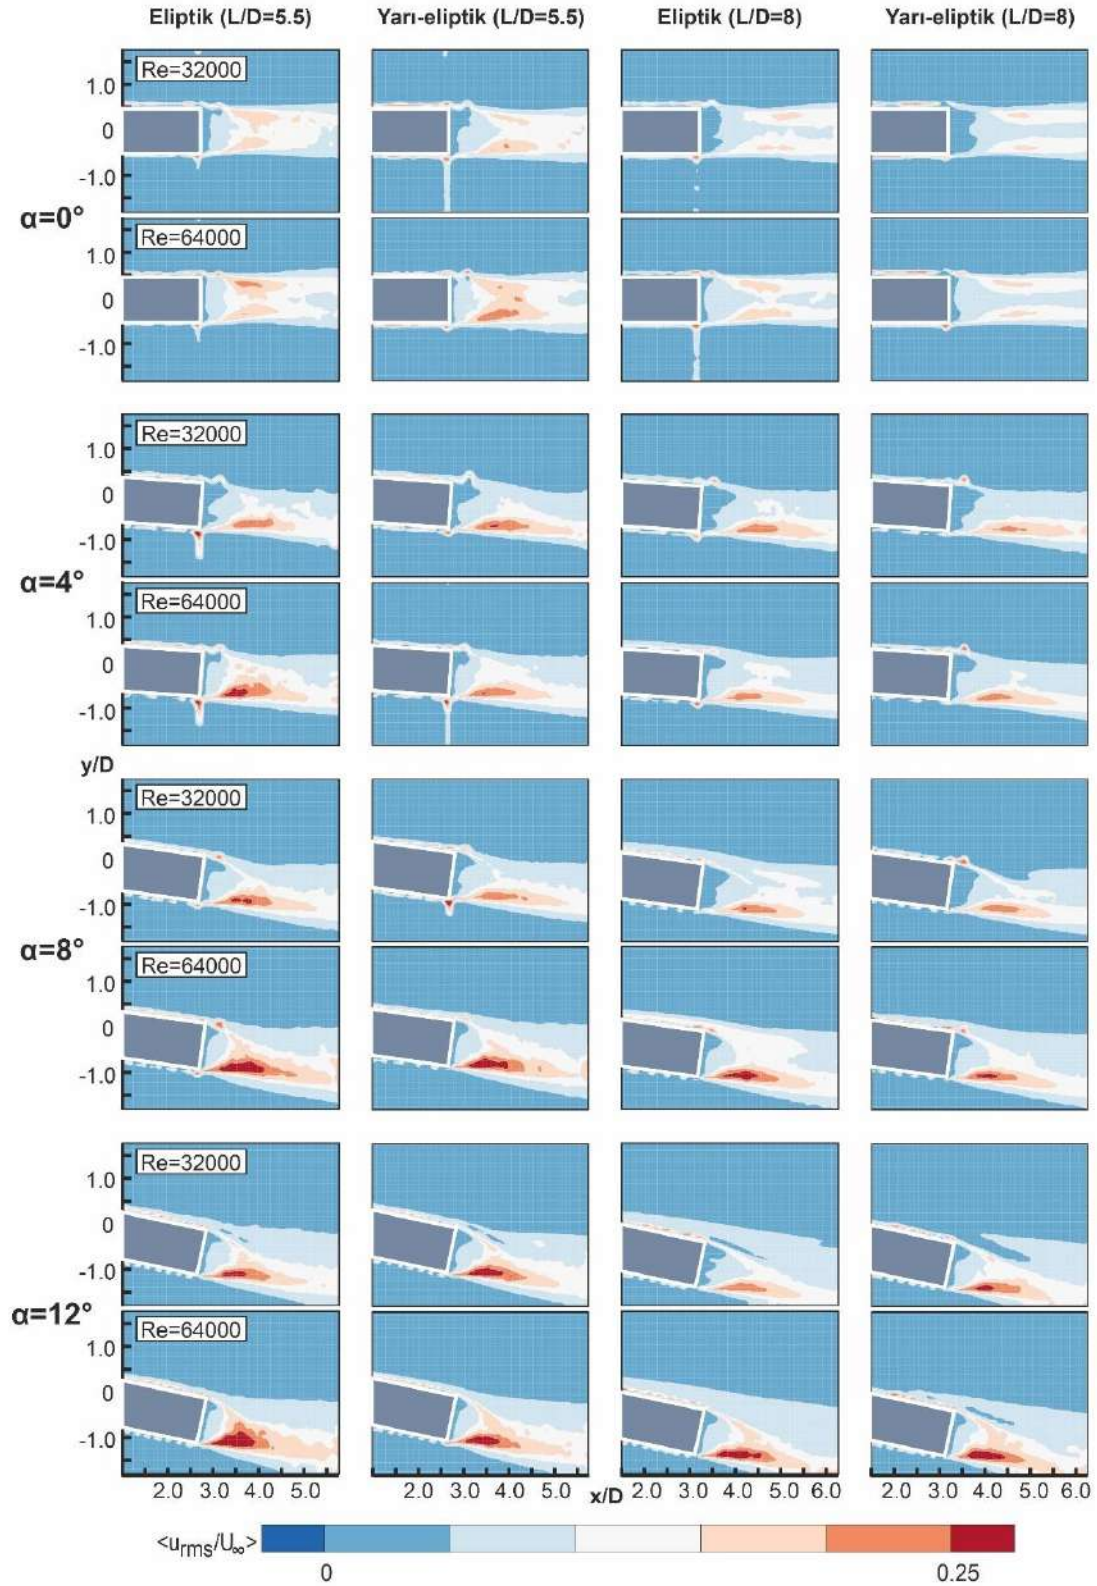 Eliptik (L/D=5.5) Yarı-eliptik (L/D=5.5) Eliptik (L/D=8) Yarı-eliptik (L/D=8)
Re=32000
1.0
0
-1.0
α=0°
Re=64000
1.0
0
-1.0
Re=32000
1.0
0
-1.0
α=4°
Re=64000
1.0
0
-1.0
y/D
Re=32000
1.0
0
-1.0
α=8°
Re=64000
1.0
0
-1.0
Re=32000
1.0
0
-1.0
α=12°
Re=64000
1.0
0
-1.0
2.0 3.0 4.0 5.0 2.0 3.0 4.0 5.0 x/D 2.0 3.0 4.0 5.0 6.0 2.0 3.0 4.0 5.0 6.0
<urms/U∞>
0 0.25